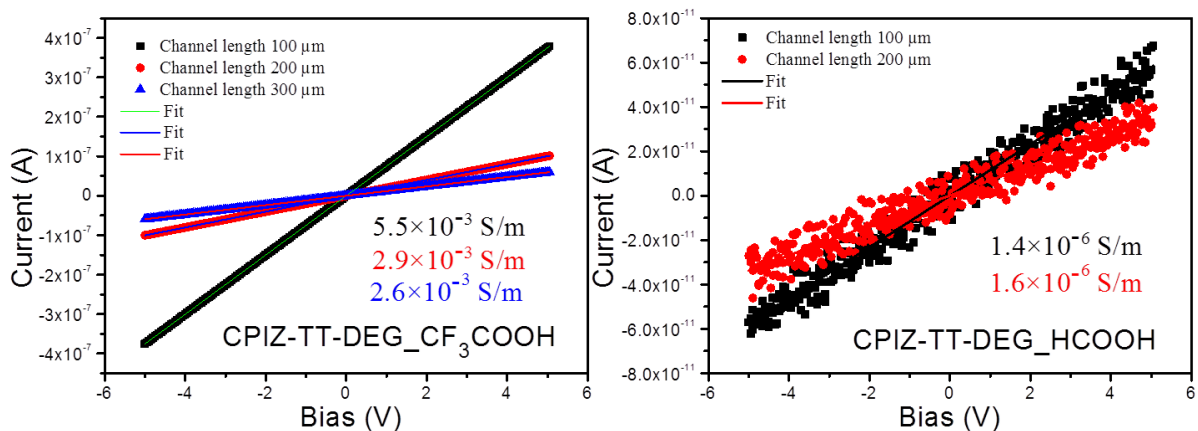 4x10⁻⁷
3x10⁻⁷
2x10⁻⁷
1x10⁻⁷
0
-1x10⁻⁷
-2x10⁻⁷
-3x10⁻⁷
-4x10⁻⁷
Current (A)
Channel length 100 µm
Channel length 200 µm
Channel length 300 µm
Fit
Fit
Fit
5.5×10⁻³ S/m
2.9×10⁻³ S/m
2.6×10⁻³ S/m
CPIZ-TT-DEG_CF₃COOH
-6 -4 -2 0 2 4 6
Bias (V)
8.0x10⁻¹¹
6.0x10⁻¹¹
4.0x10⁻¹¹
2.0x10⁻¹¹
0.0
-2.0x10⁻¹¹
-4.0x10⁻¹¹
-6.0x10⁻¹¹
-8.0x10⁻¹¹
Current (A)
Channel length 100 µm
Channel length 200 µm
Fit
Fit
1.4×10⁻⁶ S/m
1.6×10⁻⁶ S/m
CPIZ-TT-DEG_HCOOH
-6 -4 -2 0 2 4 6
Bias (V)